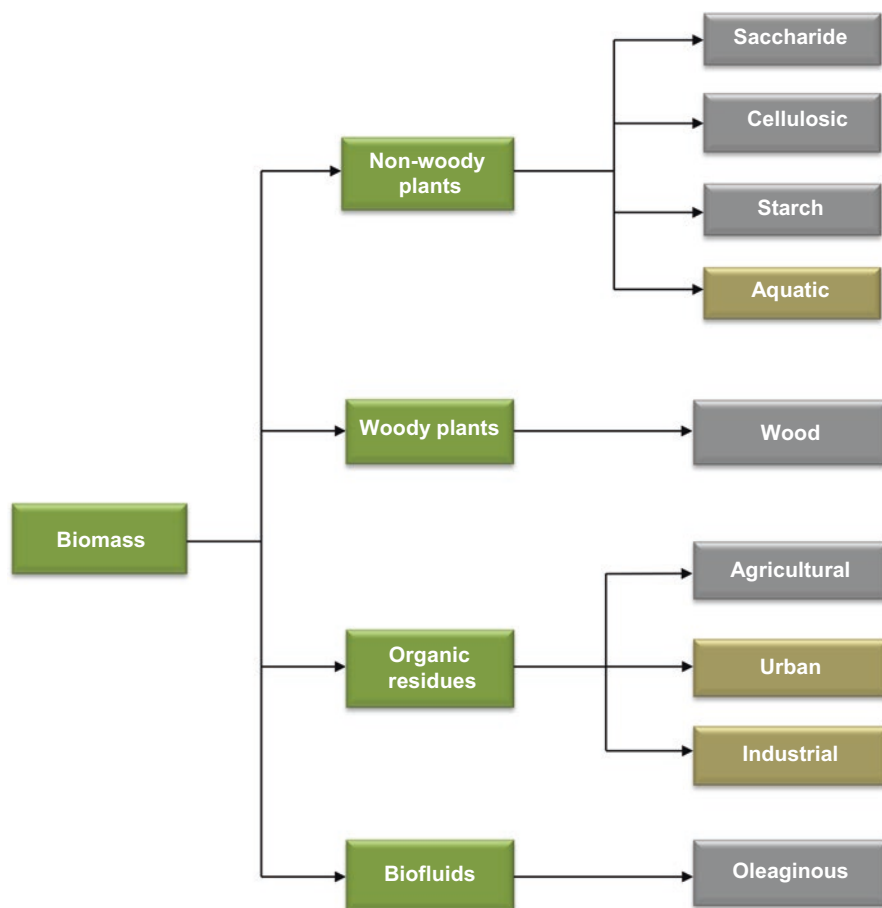 Saccharide
Cellulosic
Non-woody
plants
Starch
Aquatic
Woody plants
Wood
Biomass
Agricultural
Organic
residues
Urban
Industrial
Biofluids
Oleaginous